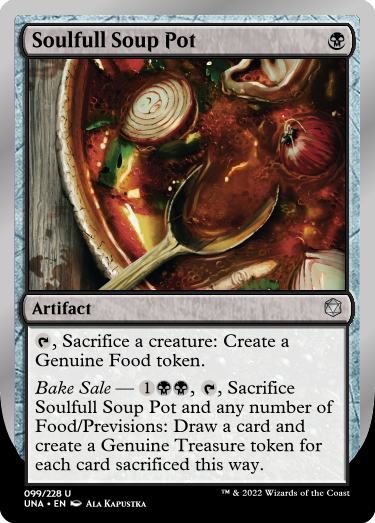 Soulfull Soup Pot
Artifact
, Sacrifice a creature: Create a
Genuine Food token.
Bake Sale — 1, , Sacrifice
Soulfull Soup Pot and any number of
Food/Previsions: Draw a card and
create a Genuine Treasure token for
each card sacrificed this way.
099/228 U
UNA • EN Ala Kapustka
™ & 2022 Wizards of the Coast